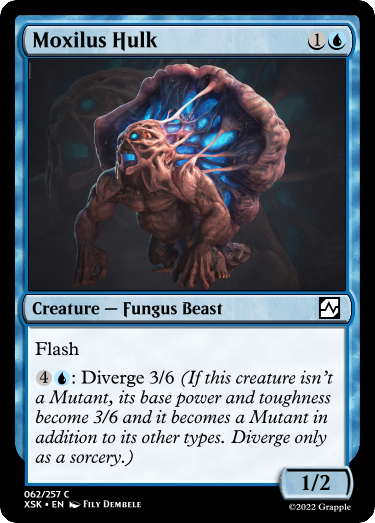 Moxilus Hulk 1
Creature — Fungus Beast
Flash
4 : Diverge 3/6 (If this creature isn't
a Mutant, its base power and toughness
become 3/6 and it becomes a Mutant in
addition to its other types. Diverge only
as a sorcery.)
1/2
062/257 C
XSK • EN Fily Dembele
©2022 Grapple